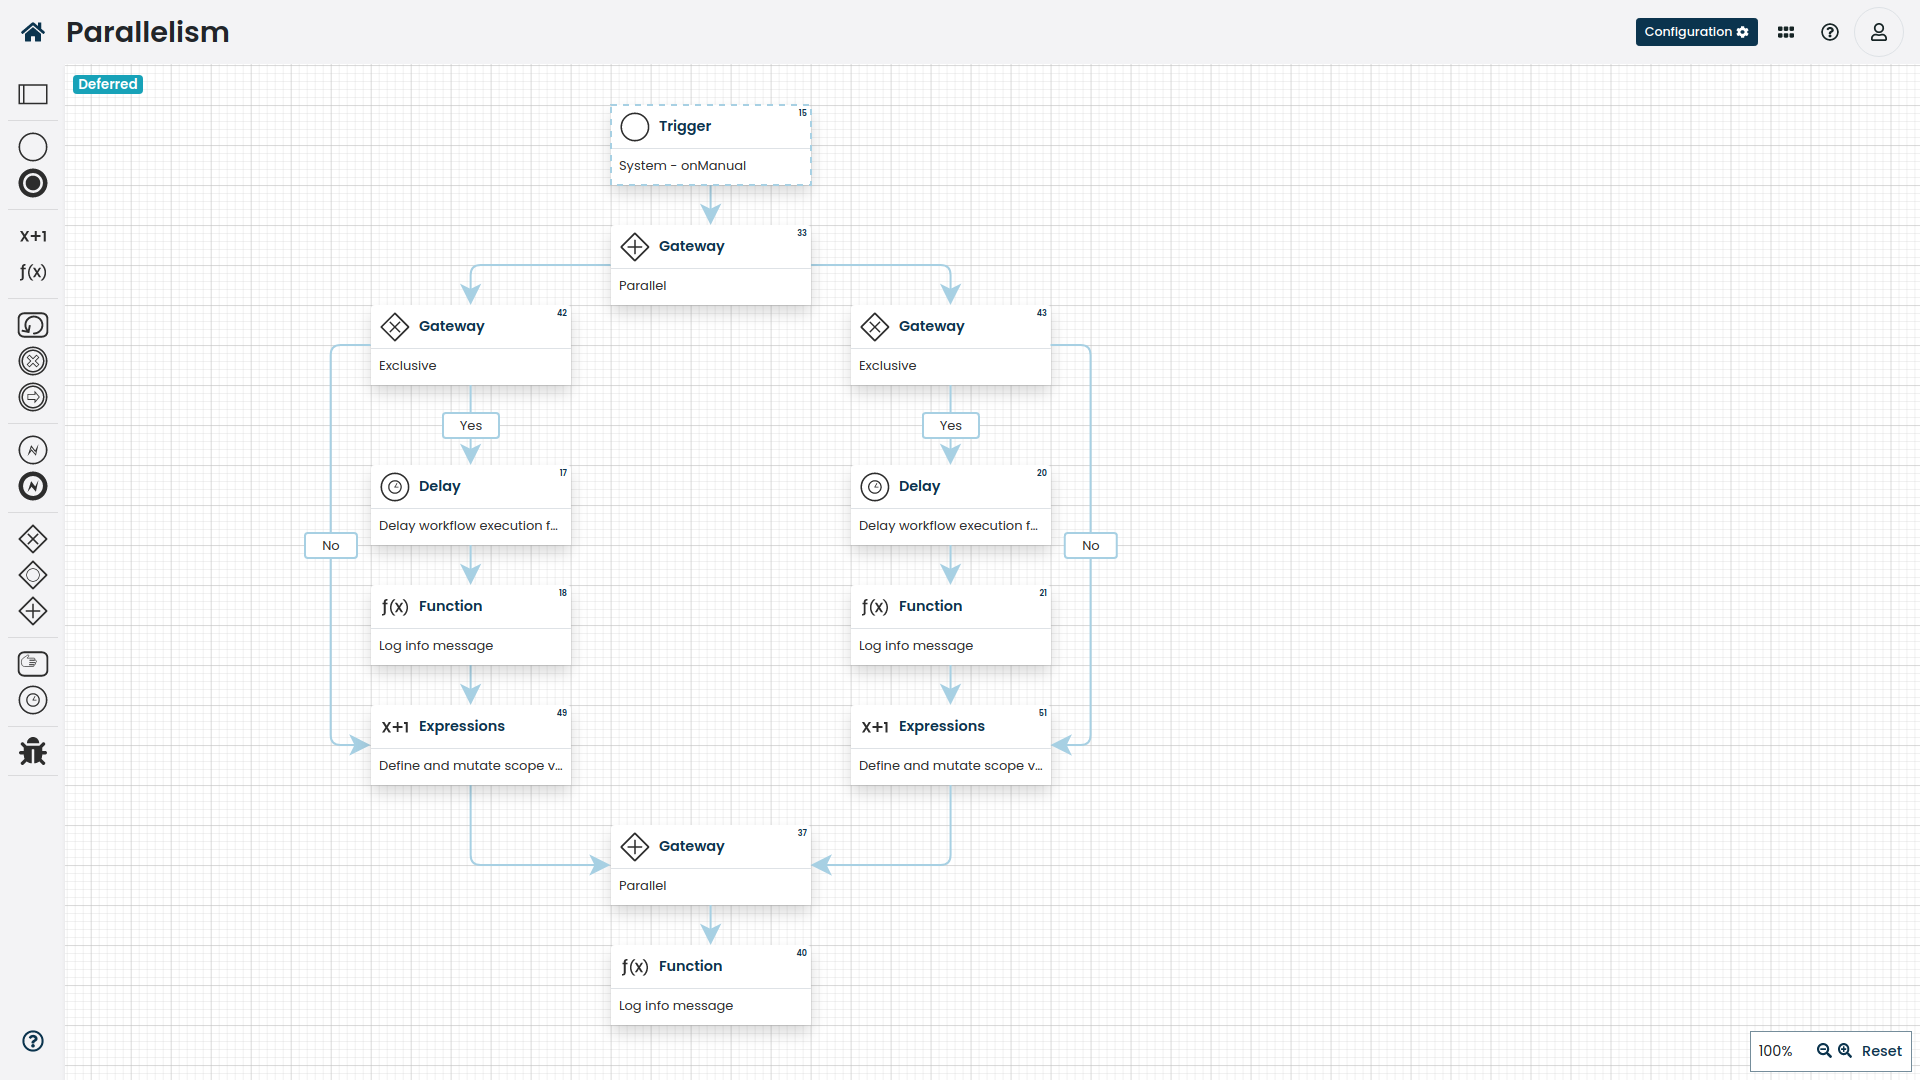 Parallelism
Configuration
Deferred
15
Trigger
System - onManual
33
Gateway
Parallel
42
Gateway
Exclusive
43
Gateway
Exclusive
Yes
Yes
17
Delay
Delay workflow execution f...
20
Delay
Delay workflow execution f...
No
No
18
ƒ(x) Function
Log info message
21
ƒ(x) Function
Log info message
49
X+1 Expressions
Define and mutate scope v...
51
X+1 Expressions
Define and mutate scope v...
37
Gateway
Parallel
40
ƒ(x) Function
Log info message
X+1
ƒ(x)
100% Reset